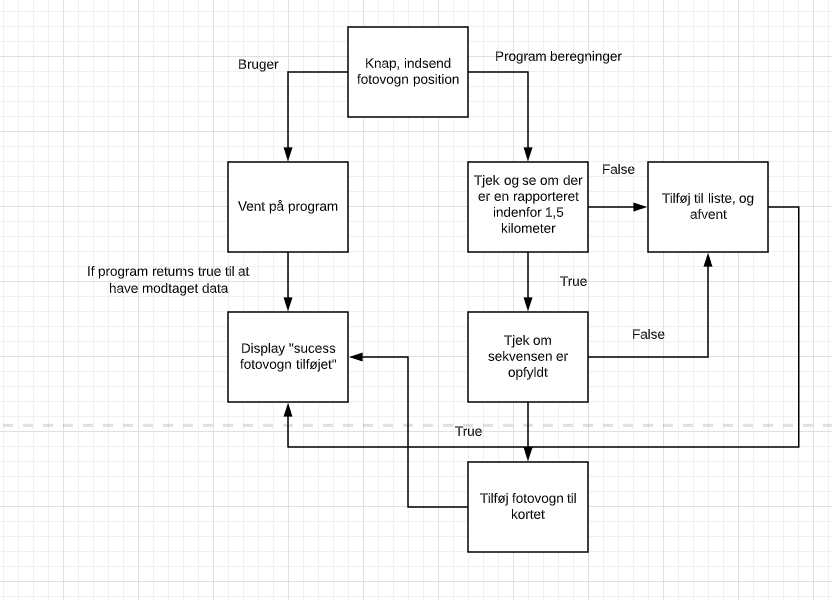 Knap, indsend
fotovogn position
Bruger
Program beregninger
Vent på program
Tjek og se om der
er en rapporteret
indenfor 1,5
kilometer
False
Tilføj til liste, og
afvent
If program returns true til at
have modtaget data
True
Display "sucess
fotovogn tilføjet"
Tjek om
sekvensen er
opfyldt
False
True
Tilføj fotovogn til
kortet